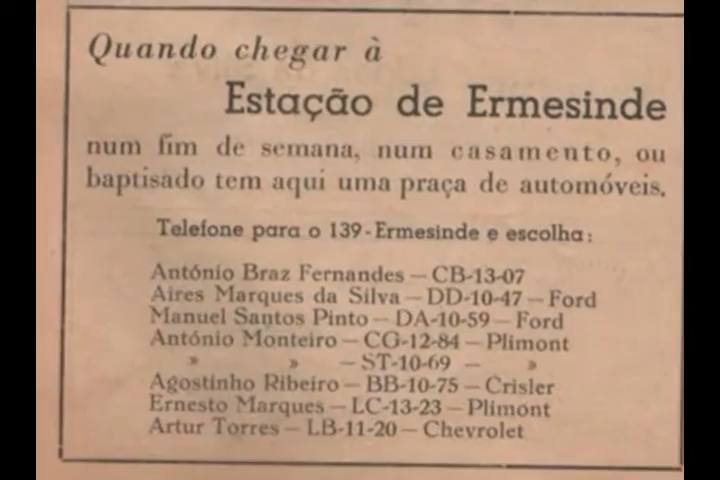 Quando chegar à
Estação de Ermesinde
num fim de semana, num casamento, ou
baptisado tem aqui uma praça de automóveis.
Telefone para o 139-Ermesinde e escolha:
António Braz Fernandes — CB-13-07
Aires Marques da Silva — DD-10-47 — Ford
Manuel Santos Pinto — DA-10-59 — Ford
António Monteiro — CG-12-84 — Plimont
» » — ST-10-69 — »
Agostinho Ribeiro — BB-10-75 — Crisler
Ernesto Marques — LC-13-23 — Plimont
Artur Torres — LB-11-20 — Chevrolet